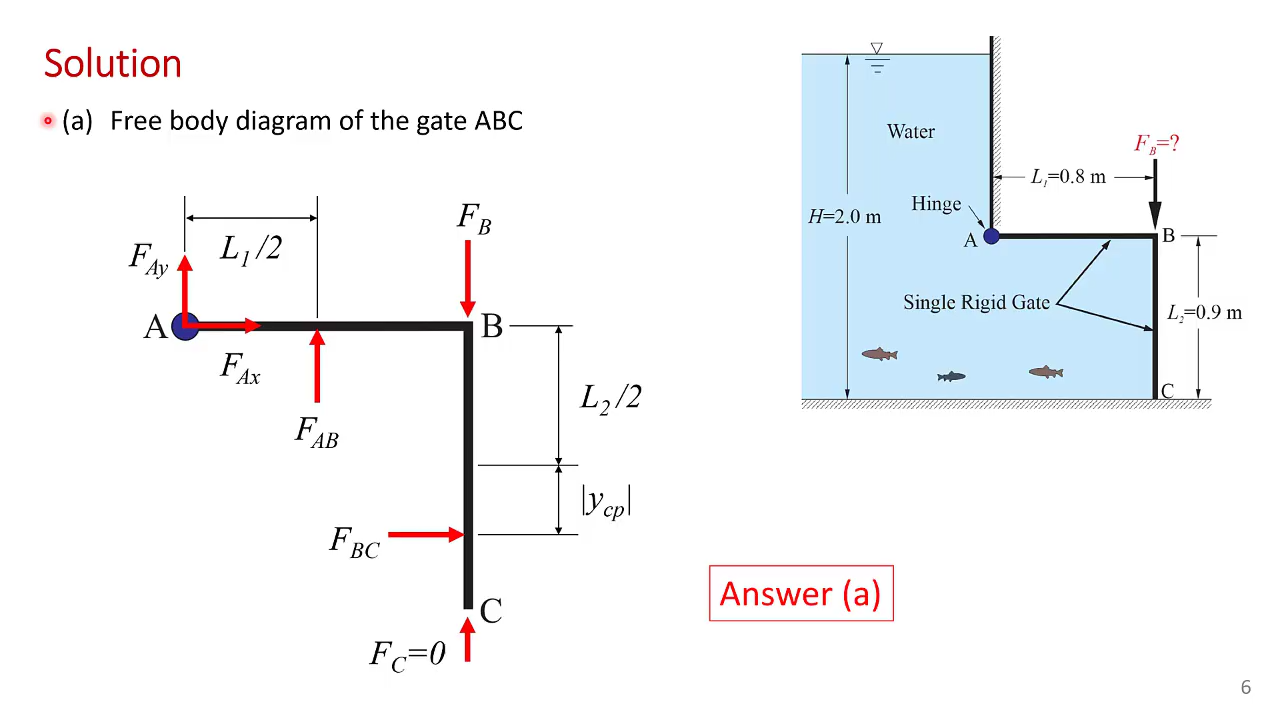 Solution
(a) Free body diagram of the gate ABC
F_Ay
L_1/2
F_B
A
B
F_Ax
F_AB
L_2/2
|y_cp|
F_BC
C
F_C=0
Water
F_B=?
L_1=0.8 m
H=2.0 m
Hinge
A
B
Single Rigid Gate
L_2=0.9 m
C
Answer (a)
6